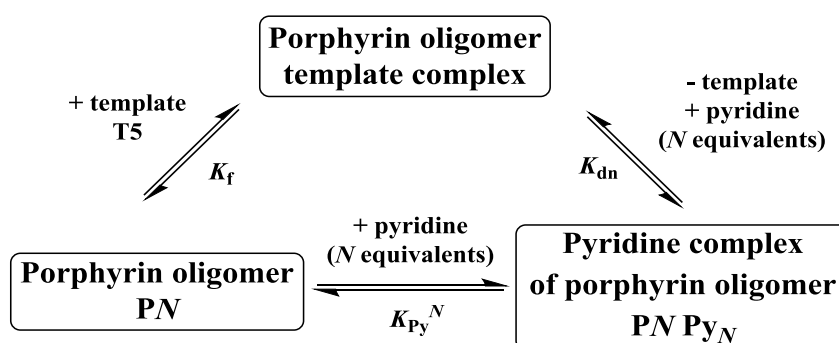 Porphyrin oligomer
template complex
+ template
T5
K_f
- template
+ pyridine
(N equivalents)
K_dn
+ pyridine
(N equivalents)
K_Py^N
Porphyrin oligomer
PN
Pyridine complex
of porphyrin oligomer
PN Py_N